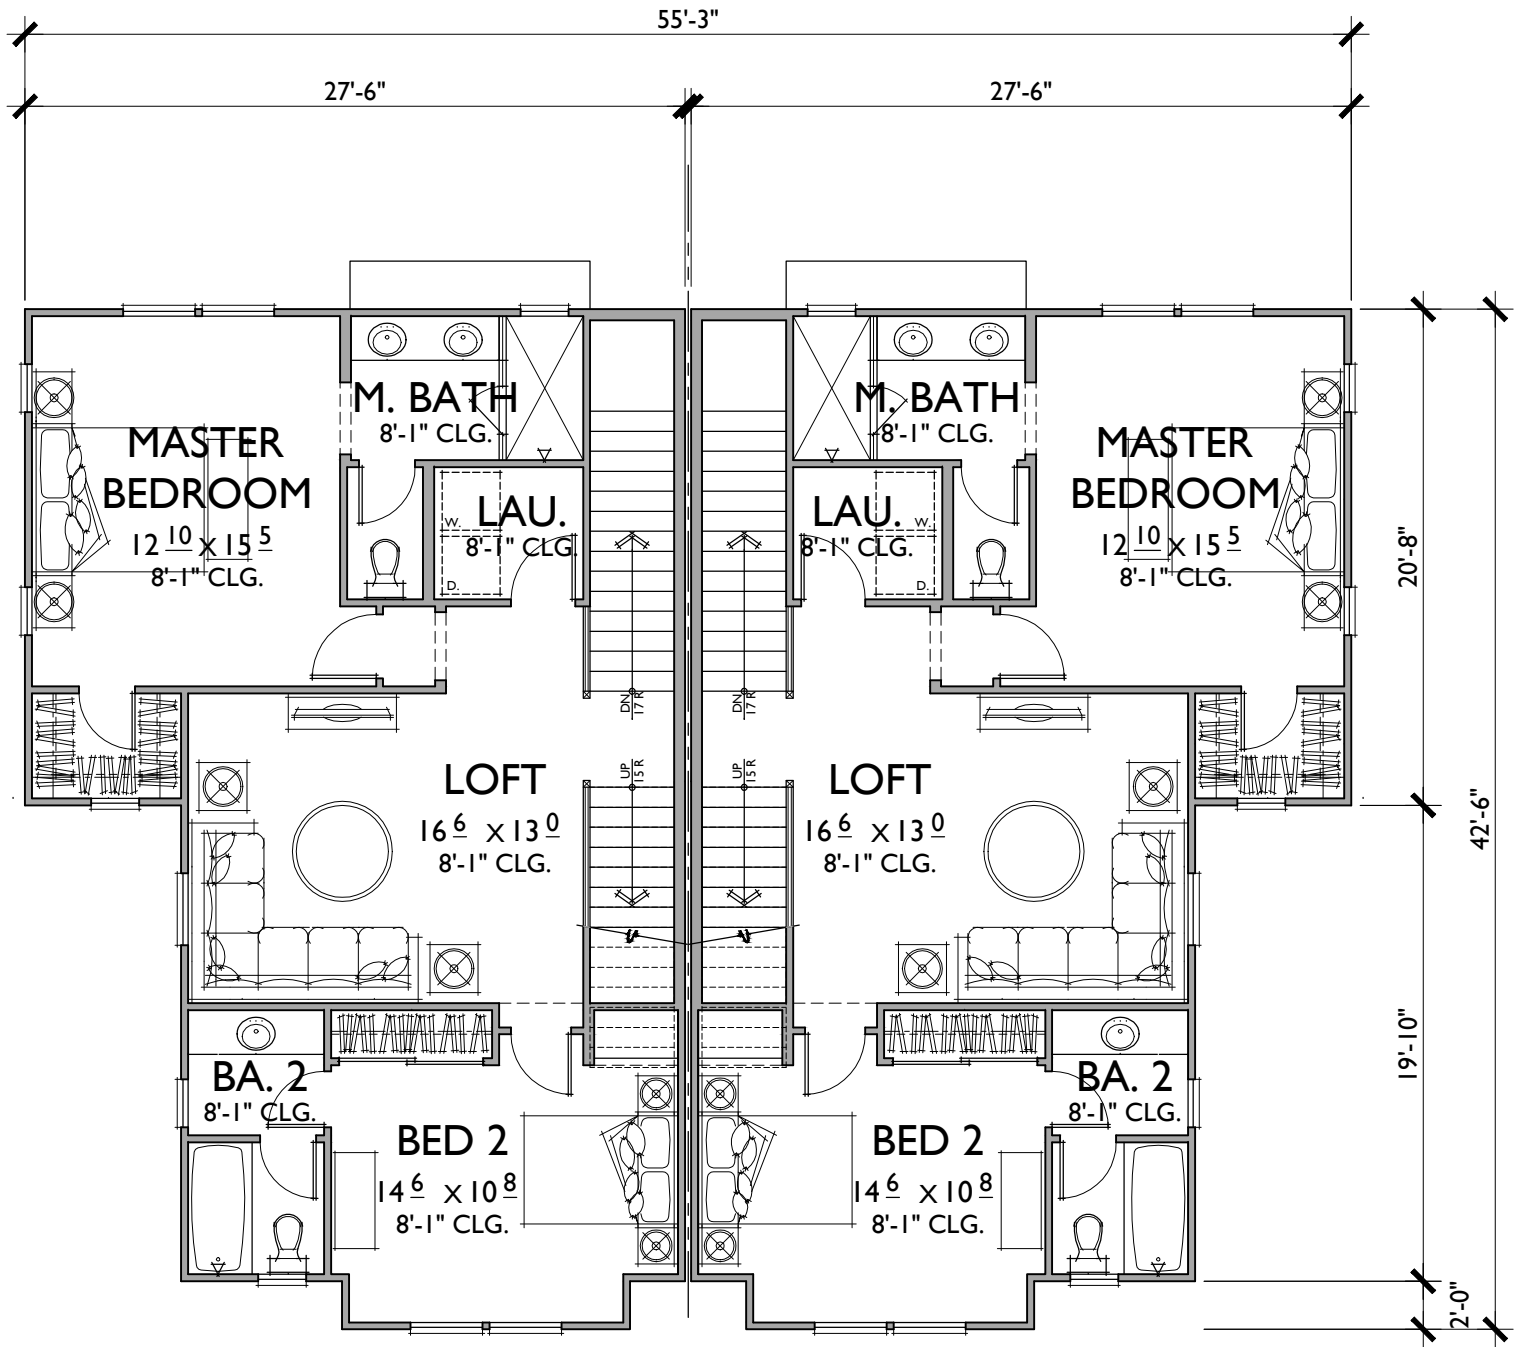 55'-3"
27'-6"
27'-6"
M. BATH
8'-1" CLG.
M. BATH
8'-1" CLG.
MASTER
BEDROOM
12 10 X 15 5
8'-1" CLG.
MASTER
BEDROOM
12 10 X 15 5
8'-1" CLG.
W.
LAU.
8'-1" CLG.
D.
LAU.
W.
8'-1" CLG.
D.
20'-8"
DN
17 R
DN
17 R
UP
15 R
UP
15 R
LOFT
16 6 X 13 0
8'-1" CLG.
LOFT
16 6 X 13 0
8'-1" CLG.
42'-6"
BA. 2
8'-1" CLG.
BA. 2
8'-1" CLG.
19'-10"
BED 2
14 6 X 10 8
8'-1" CLG.
BED 2
14 6 X 10 8
8'-1" CLG.
2'-0"